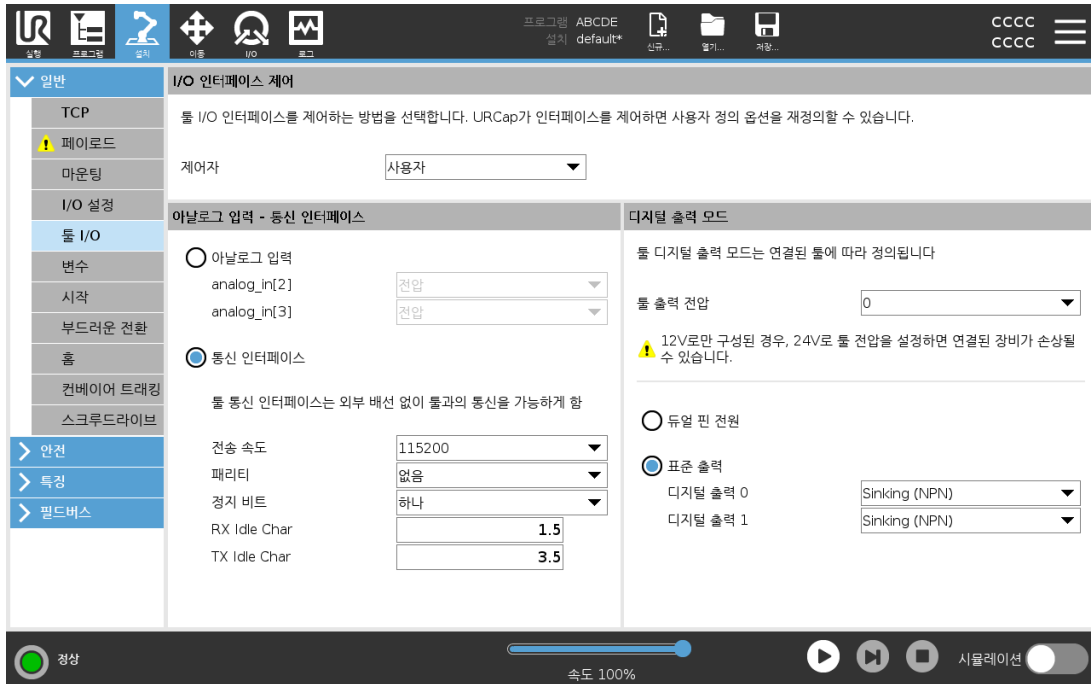 UR
실행
프로그램
설치
이동
I/O
로그
프로그램 ABCDE
설치 default*
신규...
열기...
저장...
CCCC
CCCC
일반
TCP
페이로드
마운팅
I/O 설정
툴 I/O
변수
시작
부드러운 전환
홈
컨베이어 트래킹
스크루드라이브
안전
특징
필드버스
I/O 인터페이스 제어
툴 I/O 인터페이스를 제어하는 방법을 선택합니다. URCap가 인터페이스를 제어하면 사용자 정의 옵션을 재정의할 수 있습니다.
제어자 사용자
아날로그 입력 - 통신 인터페이스
아날로그 입력
analog_in[2] 전압
analog_in[3] 전압
통신 인터페이스
툴 통신 인터페이스는 외부 배선 없이 툴과의 통신을 가능하게 함
전송 속도 115200
패리티 없음
정지 비트 하나
RX Idle Char 1.5
TX Idle Char 3.5
디지털 출력 모드
툴 디지털 출력 모드는 연결된 툴에 따라 정의됩니다
툴 출력 전압 0
12V로만 구성된 경우, 24V로 툴 전압을 설정하면 연결된 장비가 손상될
수 있습니다.
듀얼 핀 전원
표준 출력
디지털 출력 0 Sinking (NPN)
디지털 출력 1 Sinking (NPN)
정상
속도 100%
시뮬레이션